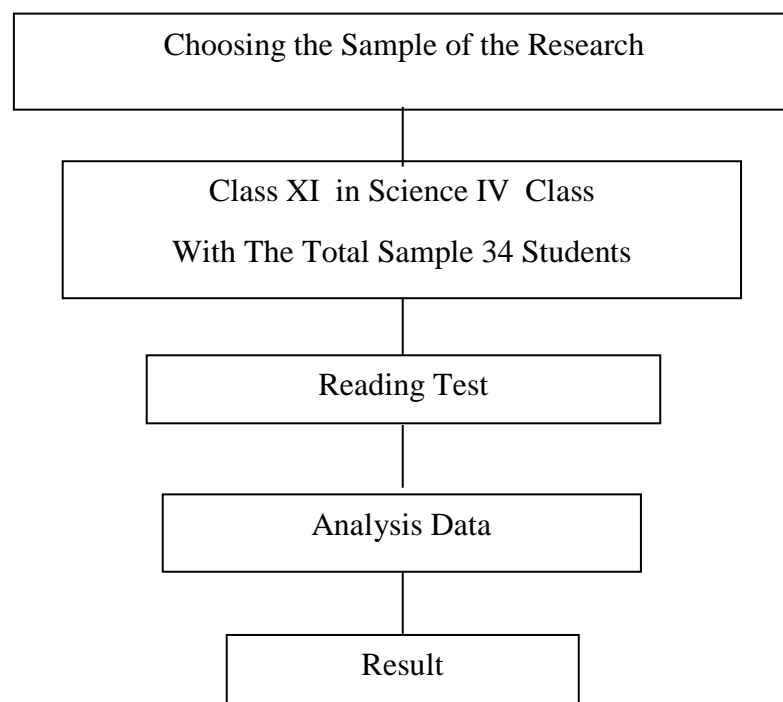 Choosing the Sample of the Research
Class XI in Science IV Class
With The Total Sample 34 Students
Reading Test
Analysis Data
Result